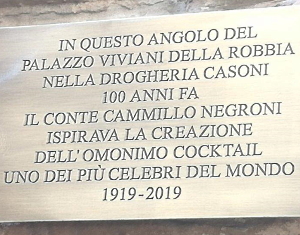 IN QUESTO ANGOLO DEL
PALAZZO VIVIANI DELLA ROBBIA
NELLA DROGHERIA CASONI
100 ANNI FA
IL CONTE CAMMILLO NEGRONI
ISPIRAVA LA CREAZIONE
DELL'OMONIMO COCKTAIL
UNO DEI PIÙ CELEBRI DEL MONDO
1919-2019